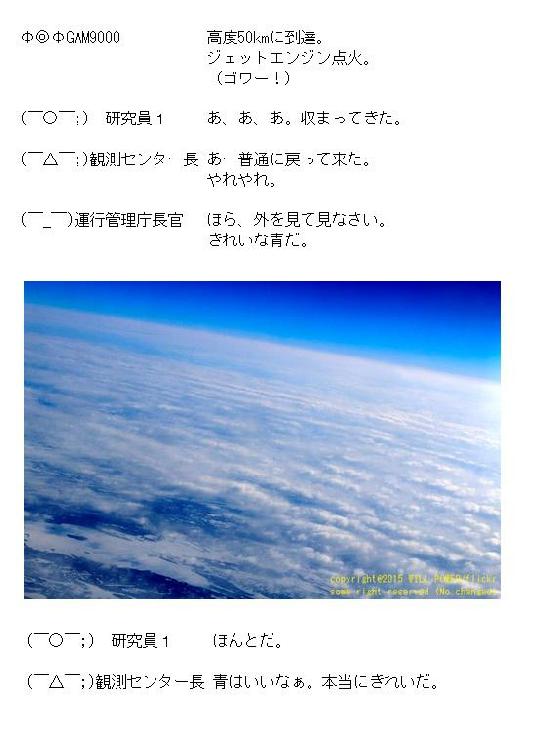 Φ◎ΦGAM9000 高度50kmに到達。
ジェットエンジン点火。
（ゴワー！）
(￣○￣;) 研究員１ あ、あ、あ。収まってきた。
(￣△￣;)観測センター長 あ 普通に戻って来た。
やれやれ。
(￣_￣)運行管理庁長官 ほら、外を見て見なさい。
きれいな青だ。
copyright©2015 WILL POWER/flickr
some right reserved (No changed)
(￣○￣;) 研究員１ ほんとだ。
(￣△￣;)観測センター長 青はいいなぁ。本当にきれいだ。